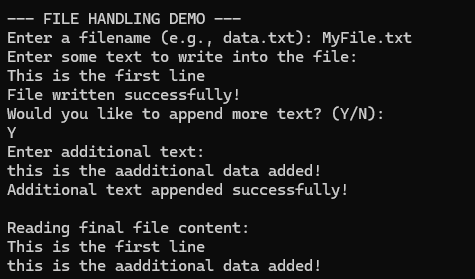 --- FILE HANDLING DEMO ---
Enter a filename (e.g., data.txt): MyFile.txt
Enter some text to write into the file:
This is the first line
File written successfully!
Would you like to append more text? (Y/N):
Y
Enter additional text:
this is the aadditional data added!
Additional text appended successfully!

Reading final file content:
This is the first line
this is the aadditional data added!